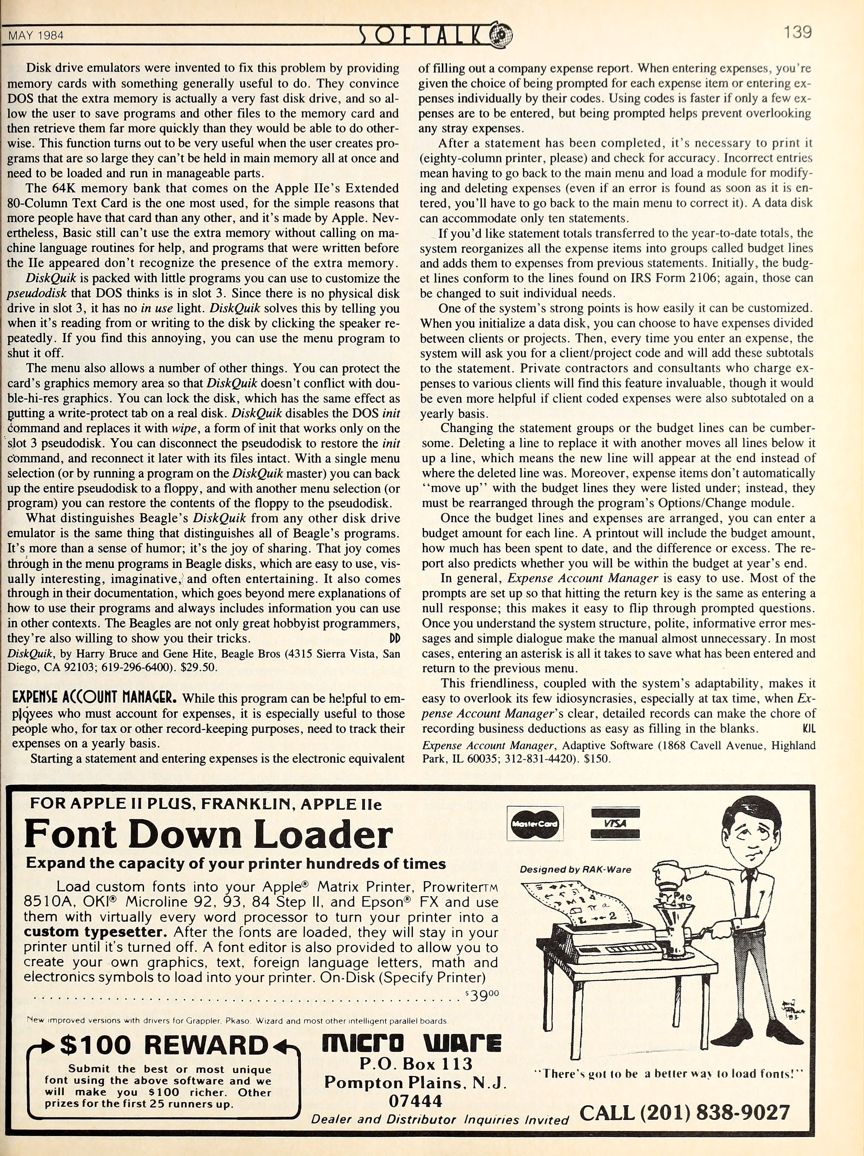 MAY 1984
SOFTALK
139
Disk drive emulators were invented to fix this problem by providing
memory cards with something generally useful to do. They convince
DOS that the extra memory is actually a very fast disk drive, and so al-
low the user to save programs and other files to the memory card and
then retrieve them far more quickly than they would be able to do other-
wise. This function turns out to be very useful when the user creates pro-
grams that are so large they can't be held in main memory all at once and
need to be loaded and run in manageable parts.
The 64K memory bank that comes on the Apple IIe's Extended
80-Column Text Card is the one most used, for the simple reasons that
more people have that card than any other, and it's made by Apple. Nev-
ertheless, Basic still can't use the extra memory without calling on ma-
chine language routines for help, and programs that were written before
the IIe appeared don't recognize the presence of the extra memory.
DiskQuik is packed with little programs you can use to customize the
pseudodisk that DOS thinks is in slot 3. Since there is no physical disk
drive in slot 3, it has no in use light. DiskQuik solves this by telling you
when it's reading from or writing to the disk by clicking the speaker re-
peatedly. If you find this annoying, you can use the menu program to
shut it off.
The menu also allows a number of other things. You can protect the
card's graphics memory area so that DiskQuik doesn't conflict with dou-
ble-hi-res graphics. You can lock the disk, which has the same effect as
putting a write-protect tab on a real disk. DiskQuik disables the DOS init
command and replaces it with wipe, a form of init that works only on the
slot 3 pseudodisk. You can disconnect the pseudodisk to restore the init
command, and reconnect it later with its files intact. With a single menu
selection (or by running a program on the DiskQuik master) you can back
up the entire pseudodisk to a floppy, and with another menu selection (or
program) you can restore the contents of the floppy to the pseudodisk.
What distinguishes Beagle's DiskQuik from any other disk drive
emulator is the same thing that distinguishes all of Beagle's programs.
It's more than a sense of humor; it's the joy of sharing. That joy comes
through in the menu programs in Beagle disks, which are easy to use, vis-
ually interesting, imaginative, and often entertaining. It also comes
through in their documentation, which goes beyond mere explanations of
how to use their programs and always includes information you can use
in other contexts. The Beagles are not only great hobbyist programmers,
they're also willing to show you their tricks. DD
DiskQuik, by Harry Bruce and Gene Hite, Beagle Bros (4315 Sierra Vista, San
Diego, CA 92103; 619-296-6400). $29.50.
EXPENSE ACCOUNT MANAGER. While this program can be helpful to em-
ployees who must account for expenses, it is especially useful to those
people who, for tax or other record-keeping purposes, need to track their
expenses on a yearly basis.
Starting a statement and entering expenses is the electronic equivalent
of filling out a company expense report. When entering expenses, you're
given the choice of being prompted for each expense item or entering ex-
penses individually by their codes. Using codes is faster if only a few ex-
penses are to be entered, but being prompted helps prevent overlooking
any stray expenses.
After a statement has been completed, it's necessary to print it
(eighty-column printer, please) and check for accuracy. Incorrect entries
mean having to go back to the main menu and load a module for modify-
ing and deleting expenses (even if an error is found as soon as it is en-
tered, you'll have to go back to the main menu to correct it). A data disk
can accommodate only ten statements.
If you'd like statement totals transferred to the year-to-date totals, the
system reorganizes all the expense items into groups called budget lines
and adds them to expenses from previous statements. Initially, the budg-
et lines conform to the lines found on IRS Form 2106; again, those can
be changed to suit individual needs.
One of the system's strong points is how easily it can be customized.
When you initialize a data disk, you can choose to have expenses divided
between clients or projects. Then, every time you enter an expense, the
system will ask you for a client/project code and will add these subtotals
to the statement. Private contractors and consultants who charge ex-
penses to various clients will find this feature invaluable, though it would
be even more helpful if client coded expenses were also subtotaled on a
yearly basis.
Changing the statement groups or the budget lines can be cumber-
some. Deleting a line to replace it with another moves all lines below it
up a line, which means the new line will appear at the end instead of
where the deleted line was. Moreover, expense items don't automatically
"move up" with the budget lines they were listed under; instead, they
must be rearranged through the program's Options/Change module.
Once the budget lines and expenses are arranged, you can enter a
budget amount for each line. A printout will include the budget amount,
how much has been spent to date, and the difference or excess. The re-
port also predicts whether you will be within the budget at year's end.
In general, Expense Account Manager is easy to use. Most of the
prompts are set up so that hitting the return key is the same as entering a
null response; this makes it easy to flip through prompted questions.
Once you understand the system structure, polite, informative error mes-
sages and simple dialogue make the manual almost unnecessary. In most
cases, entering an asterisk is all it takes to save what has been entered and
return to the previous menu.
This friendliness, coupled with the system's adaptability, makes it
easy to overlook its few idiosyncrasies, especially at tax time, when Ex-
pense Account Manager's clear, detailed records can make the chore of
recording business deductions as easy as filling in the blanks. KJL
Expense Account Manager, Adaptive Software (1868 Cavell Avenue, Highland
Park, IL 60035; 312-831-4420). $150.
FOR APPLE II PLUS, FRANKLIN, APPLE IIe
Font Down Loader
Expand the capacity of your printer hundreds of times
MasterCard
VISA
Load custom fonts into your Apple® Matrix Printer, Prowriter™
8510A, OKI® Microline 92, 93, 84 Step II, and Epson® FX and use
them with virtually every word processor to turn your printer into a
custom typesetter. After the fonts are loaded, they will stay in your
printer until it's turned off. A font editor is also provided to allow you to
create your own graphics, text, foreign language letters, math and
electronics symbols to load into your printer. On-Disk (Specify Printer)
$39.00
New improved versions with drivers for Grappler, Pkaso, Wizard and most other intelligent parallel boards.
Designed by RAK-Ware
$100 REWARD
Submit the best or most unique
font using the above software and we
will make you $100 richer. Other
prizes for the first 25 runners up.
MICRO WARE
P.O. Box 113
Pompton Plains, N.J.
07444
Dealer and Distributor Inquiries Invited
"There's got to be a better way to load fonts!"
CALL (201) 838-9027